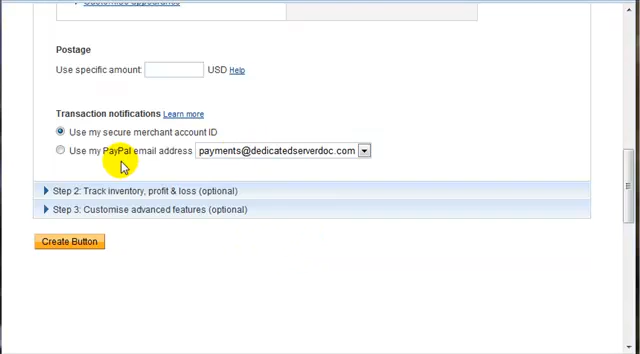 Customise appearance
Postage
Use specific amount: USD Help
Transaction notifications Learn more
Use my secure merchant account ID
Use my PayPal email address payments@dedicatedserverdoc.com
Step 2: Track inventory, profit & loss (optional)
Step 3: Customise advanced features (optional)
Create Button